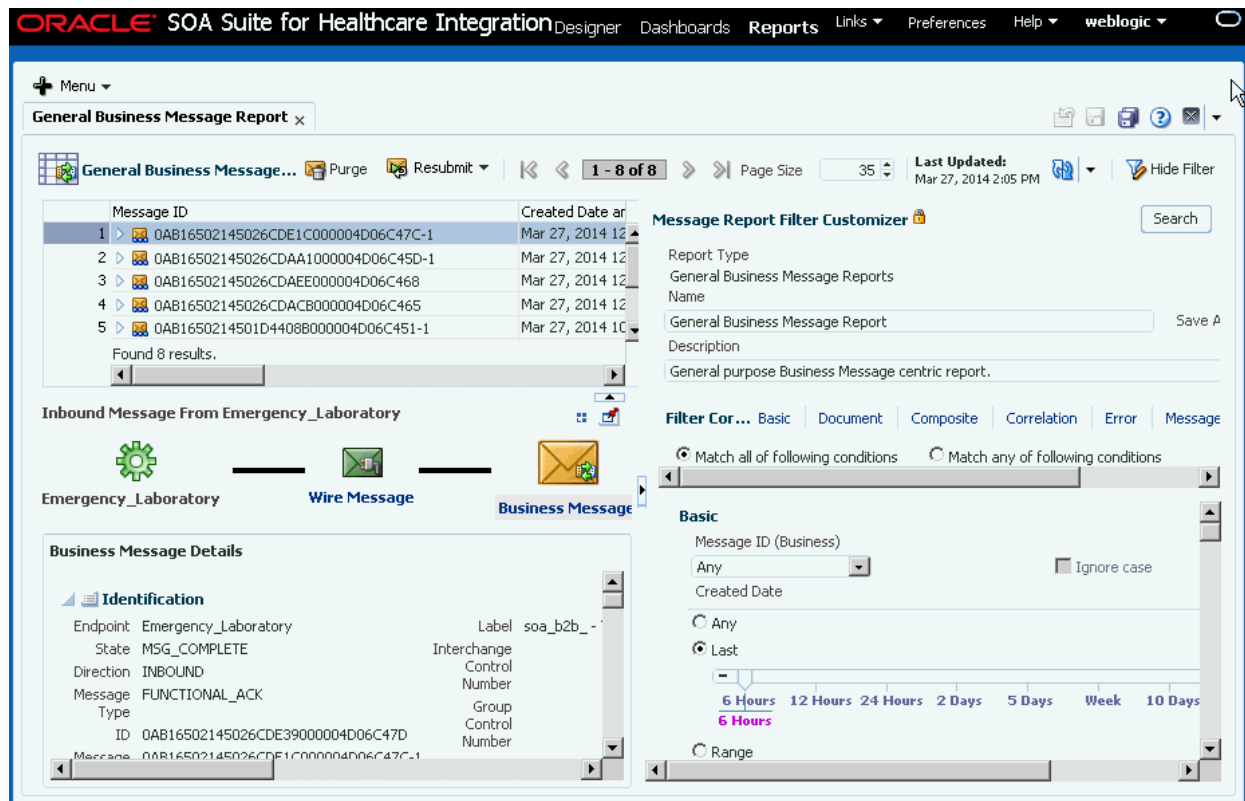 ORACLE SOA Suite for Healthcare Integration Designer Dashboards Reports Links Preferences Help weblogic
Menu
General Business Message Report x
General Business Message... Purge Resubmit 1 - 8 of 8 Page Size 35 Last Updated: Mar 27, 2014 2:05 PM Hide Filter
Message ID Created Date ar
1 0AB16502145026CDE1C000004D06C47C-1 Mar 27, 2014 12
2 0AB16502145026CDAA1000004D06C45D-1 Mar 27, 2014 12
3 0AB16502145026CDAEE000004D06C468 Mar 27, 2014 12
4 0AB16502145026CDACB000004D06C465 Mar 27, 2014 12
5 0AB1650214501D4408B000004D06C451-1 Mar 27, 2014 10
Found 8 results.
Inbound Message From Emergency_Laboratory
Emergency_Laboratory
Wire Message
Business Message
Business Message Details
Identification
Endpoint Emergency_Laboratory
State MSG_COMPLETE
Direction INBOUND
Message Type FUNCTIONAL_ACK
ID 0AB16502145026CDE39000004D06C47D
Message 0AB16502145026CDE1C000004D06C47C-1
Label soa_b2b_-
Interchange
Control
Number
Group
Control
Number
Message Report Filter Customizer Search
Report Type
General Business Message Reports
Name
General Business Message Report Save A
Description
General purpose Business Message centric report.
Filter Cor... Basic Document Composite Correlation Error Message
Match all of following conditions Match any of following conditions
Basic
Message ID (Business)
Any Ignore case
Created Date
Any
Last
6 Hours 12 Hours 24 Hours 2 Days 5 Days Week 10 Days
6 Hours
Range